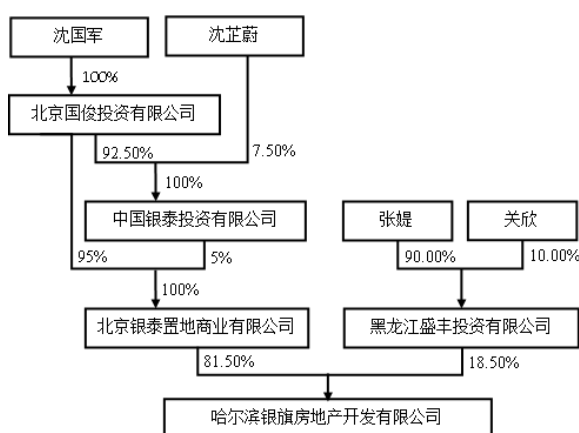 沈国军
沈芷蔚
100%
北京国俊投资有限公司
92.50%
7.50%
100%
中国银泰投资有限公司
张媞
关欣
95%
5%
90.00%
10.00%
100%
北京银泰置地商业有限公司
黑龙江盛丰投资有限公司
81.50%
18.50%
哈尔滨银旗房地产开发有限公司